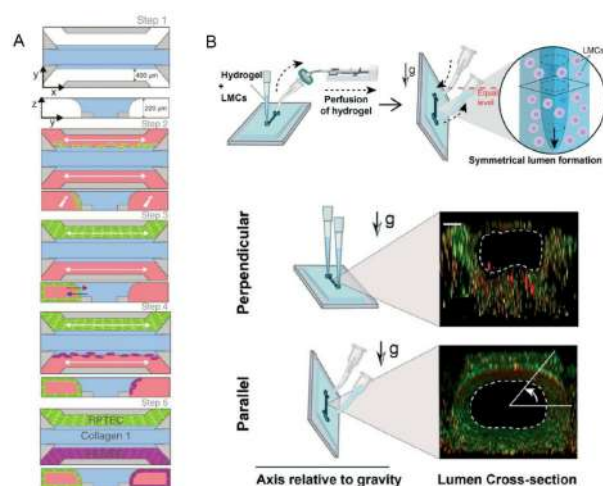 A
Step 1
y
x
400 µm
z
y
220 µm
Step 2
Step 3
Step 4
Step 5
RPTEC
Collagen 1
B
Hydrogel
+
LMCs
Perfusion
of hydrogel
g
Equal
level
LMCs
Symmetrical lumen formation
Perpendicular
g
Parallel
g
Axis relative to gravity
Lumen Cross-section